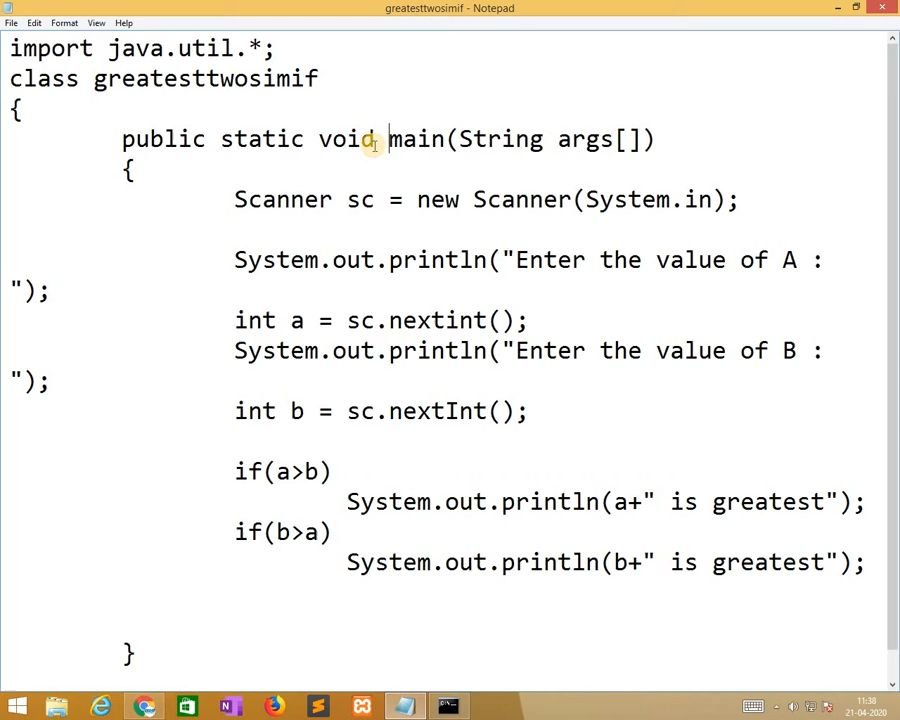 greatesttwosimif - Notepad
File Edit Format View Help
import java.util.*;
class greatesttwosimif
{
public static void main(String args[])
{
Scanner sc = new Scanner(System.in);
System.out.println("Enter the value of A :
");
int a = sc.nextint();
System.out.println("Enter the value of B :
");
int b = sc.nextInt();
if(a>b)
System.out.println(a+" is greatest");
if(b>a)
System.out.println(b+" is greatest");
}
11:38
21-04-2020